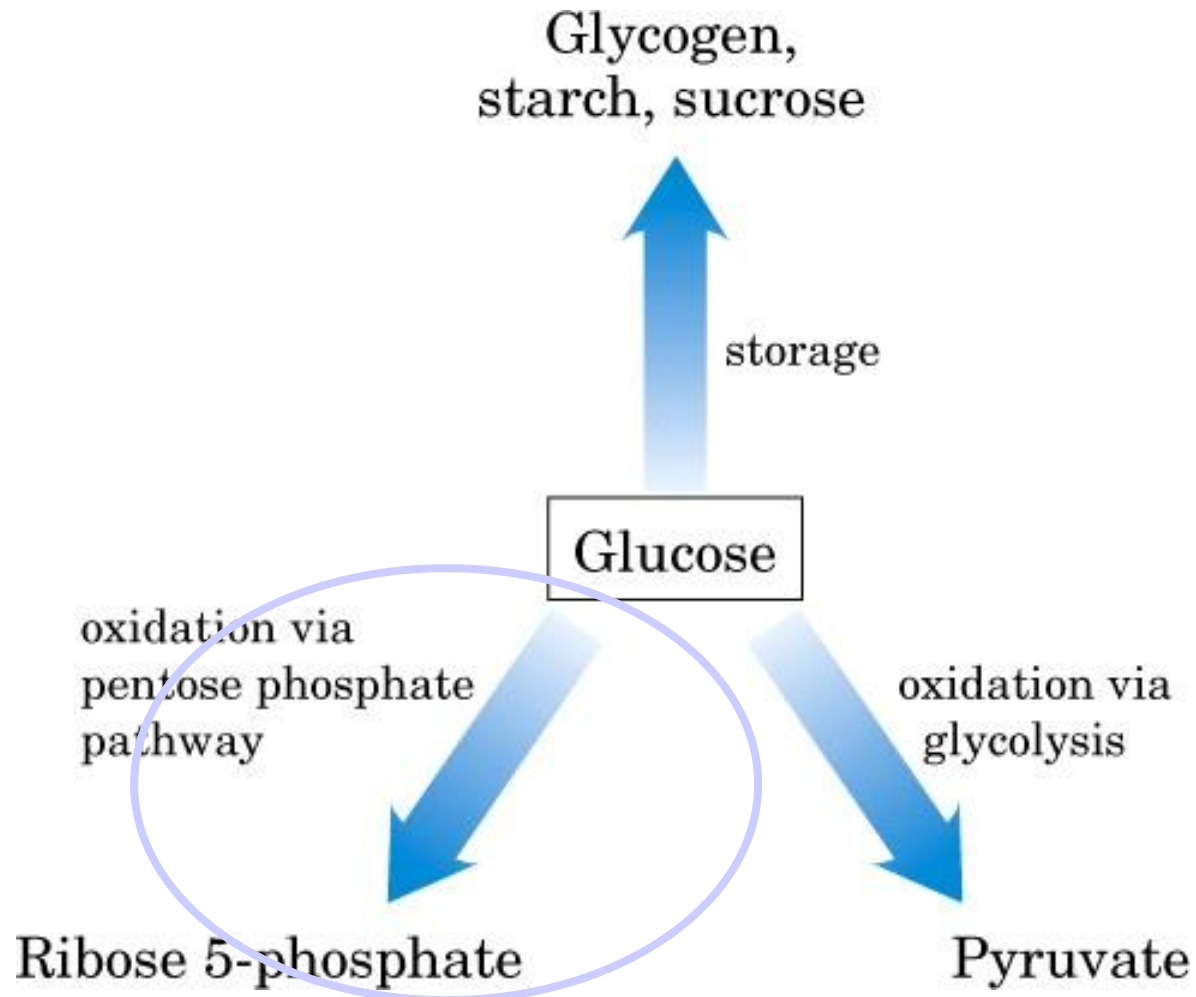 Glycogen,
starch, sucrose
storage
Glucose
oxidation via
pentose phosphate
pathway
oxidation via
glycolysis
Ribose 5-phosphate
Pyruvate